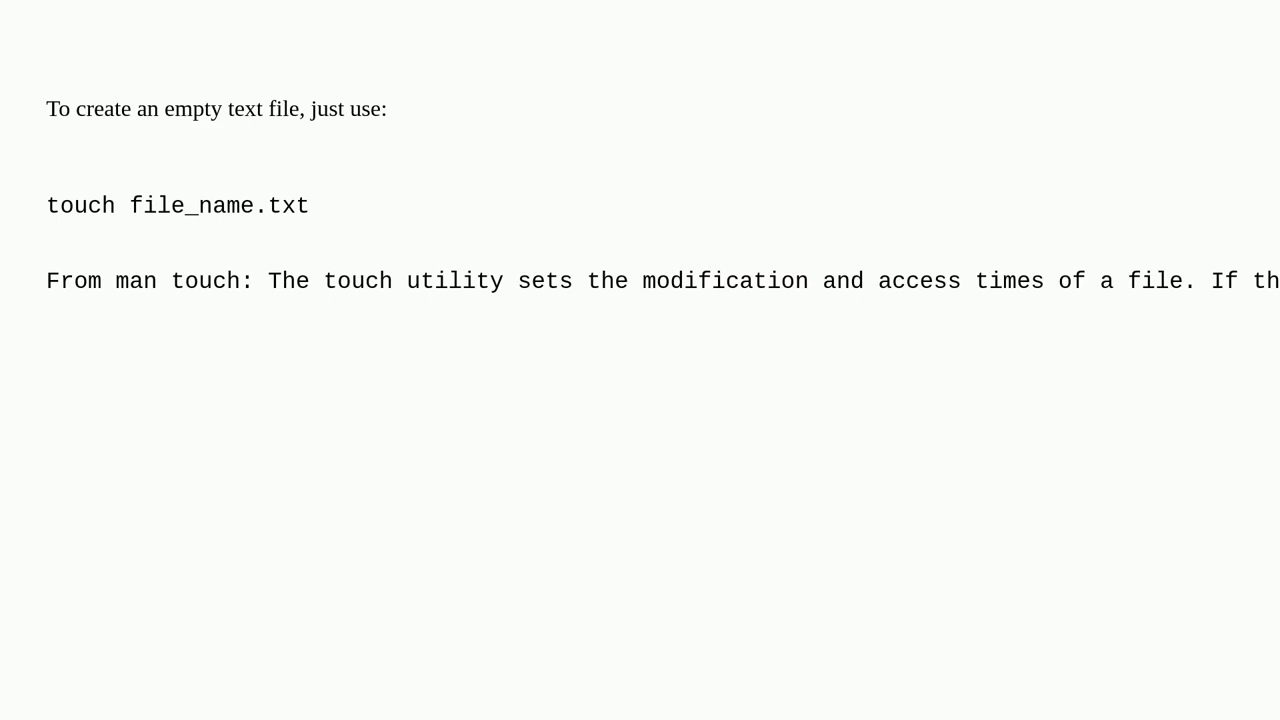 To create an empty text file, just use:
touch file_name.txt
From man touch: The touch utility sets the modification and access times of a file. If